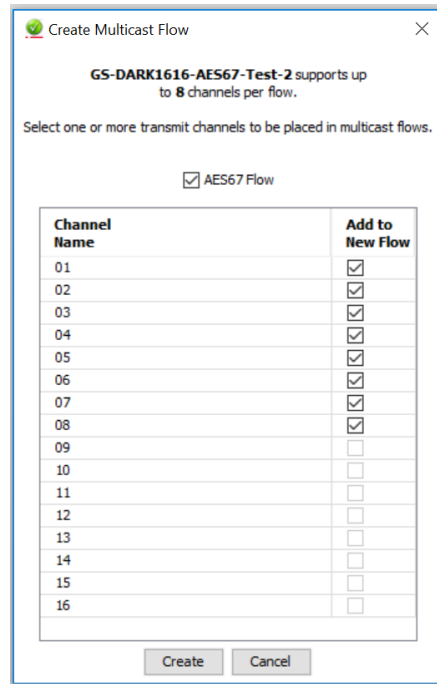 Create Multicast Flow
GS-DARK1616-AES67-Test-2 supports up
to 8 channels per flow.
Select one or more transmit channels to be placed in multicast flows.
AES67 Flow
Channel
Name
Add to
New Flow
01
02
03
04
05
06
07
08
09
10
11
12
13
14
15
16
Create
Cancel